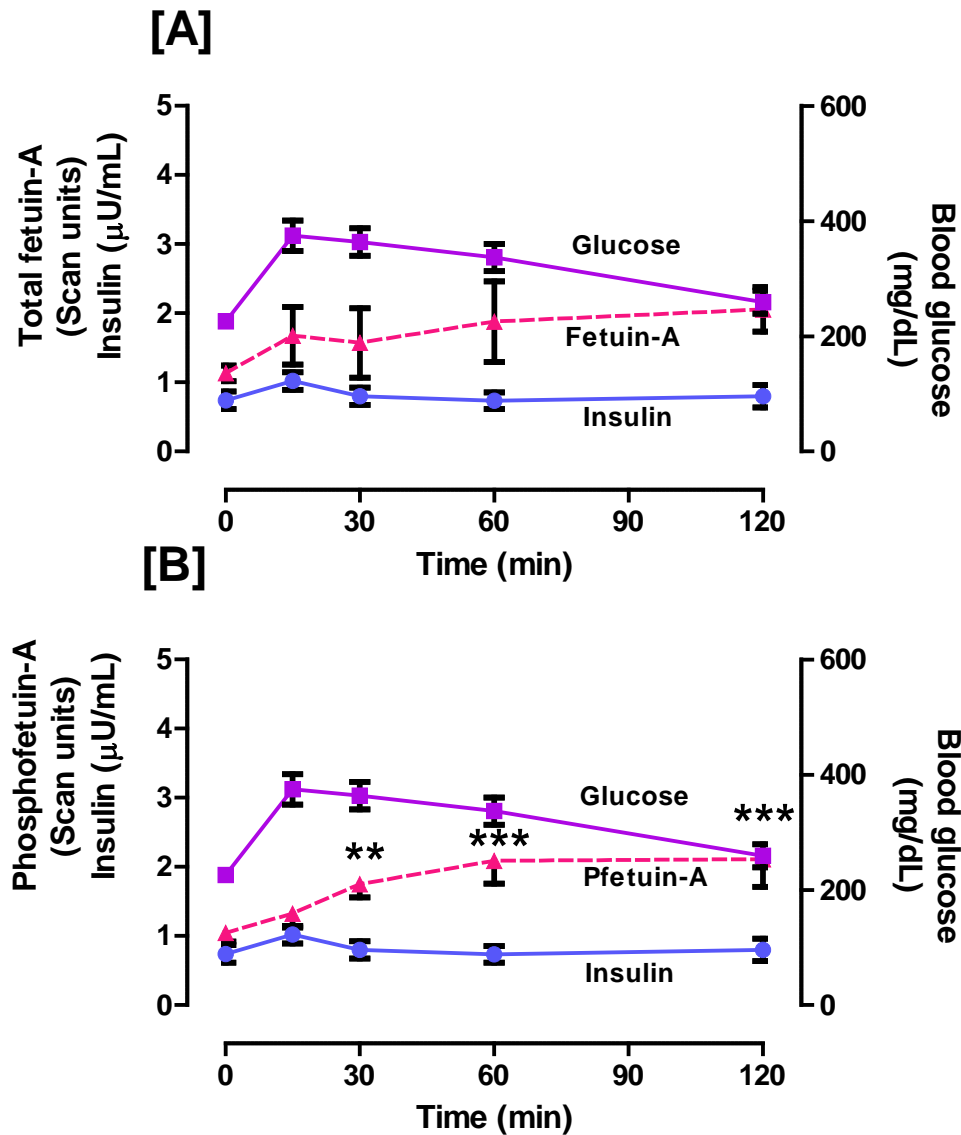 [A]
Total fetuin-A
(Scan units)
Insulin (μU/mL)
5
4
3
2
1
0
Glucose
Fetuin-A
Insulin
600
400
200
0
Blood glucose
(mg/dL)
0 30 60 90 120
Time (min)
[B]
Phosphofetuin-A
(Scan units)
Insulin (μU/mL)
5
4
3
2
1
0
Glucose
** *** ***
Pfetuin-A
Insulin
600
400
200
0
Blood glucose
(mg/dL)
0 30 60 90 120
Time (min)